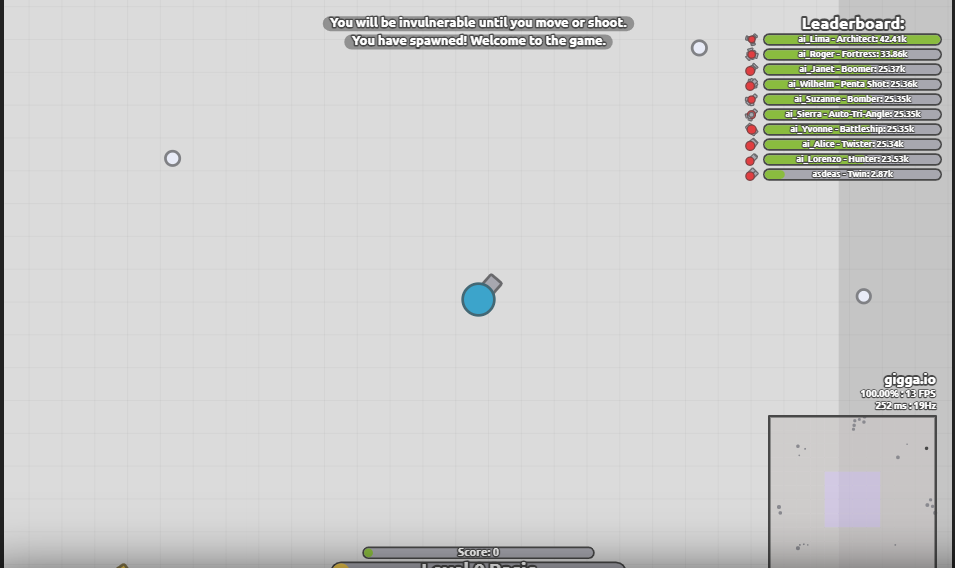 You will be invulnerable until you move or shoot.
You have spawned! Welcome to the game.
Leaderboard:
ai_Lima - Architect: 42.41k
ai_Roger - Fortress: 33.86k
ai_Janet - Boomer: 25.37k
ai_Wilhelm - Penta Shot: 25.36k
ai_Suzanne - Bomber: 25.35k
ai_Sierra - Auto-Tri-Angle: 25.35k
ai_Yvonne - Battleship: 25.35k
ai_Alice - Twister: 25.34k
ai_Lorenzo - Hunter: 23.53k
asdeas - Twin: 2.87k
gigga.io
100.00% : 13 FPS
252 ms : 19Hz
Score: 0
Level 0 Basic